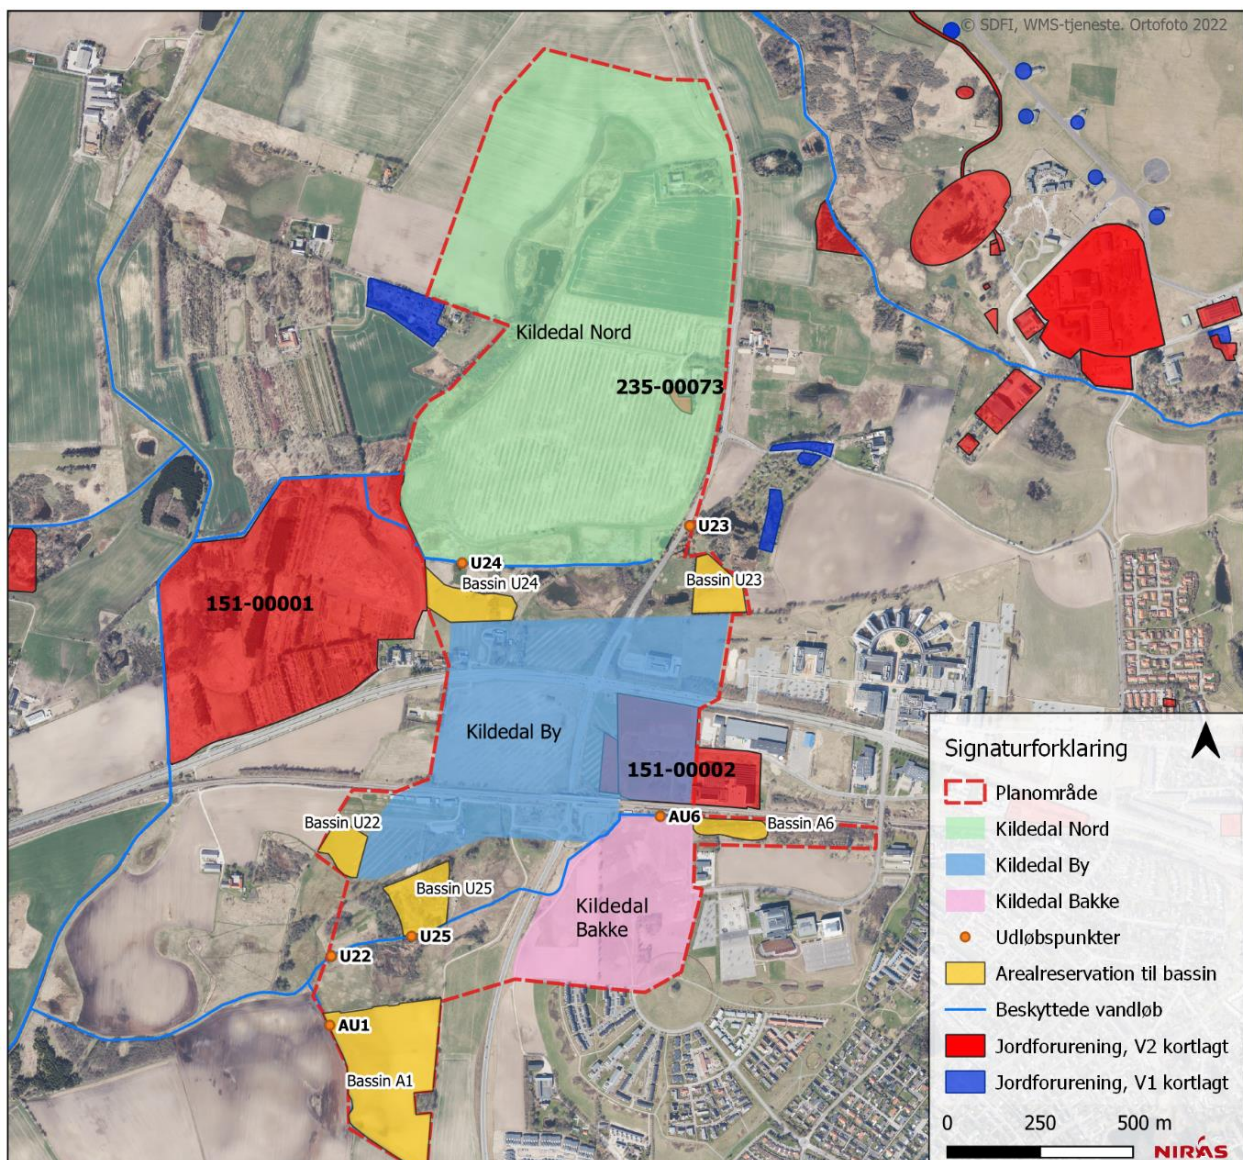 © SDFI, WMS-tjeneste. Ortofoto 2022
Kildedal Nord
235-00073
U23
U24
Bassin U24
Bassin U23
151-00001
Kildedal By
151-00002
Bassin U22
AU6
Bassin A6
Bassin U25
Kildedal
Bakke
U25
U22
AU1
Bassin A1
Signaturforklaring
Planområde
Kildedal Nord
Kildedal By
Kildedal Bakke
Udløbspunkter
Arealreservation til bassin
Beskyttede vandløb
Jordforurening, V2 kortlagt
Jordforurening, V1 kortlagt
0 250 500 m
NIRÁS